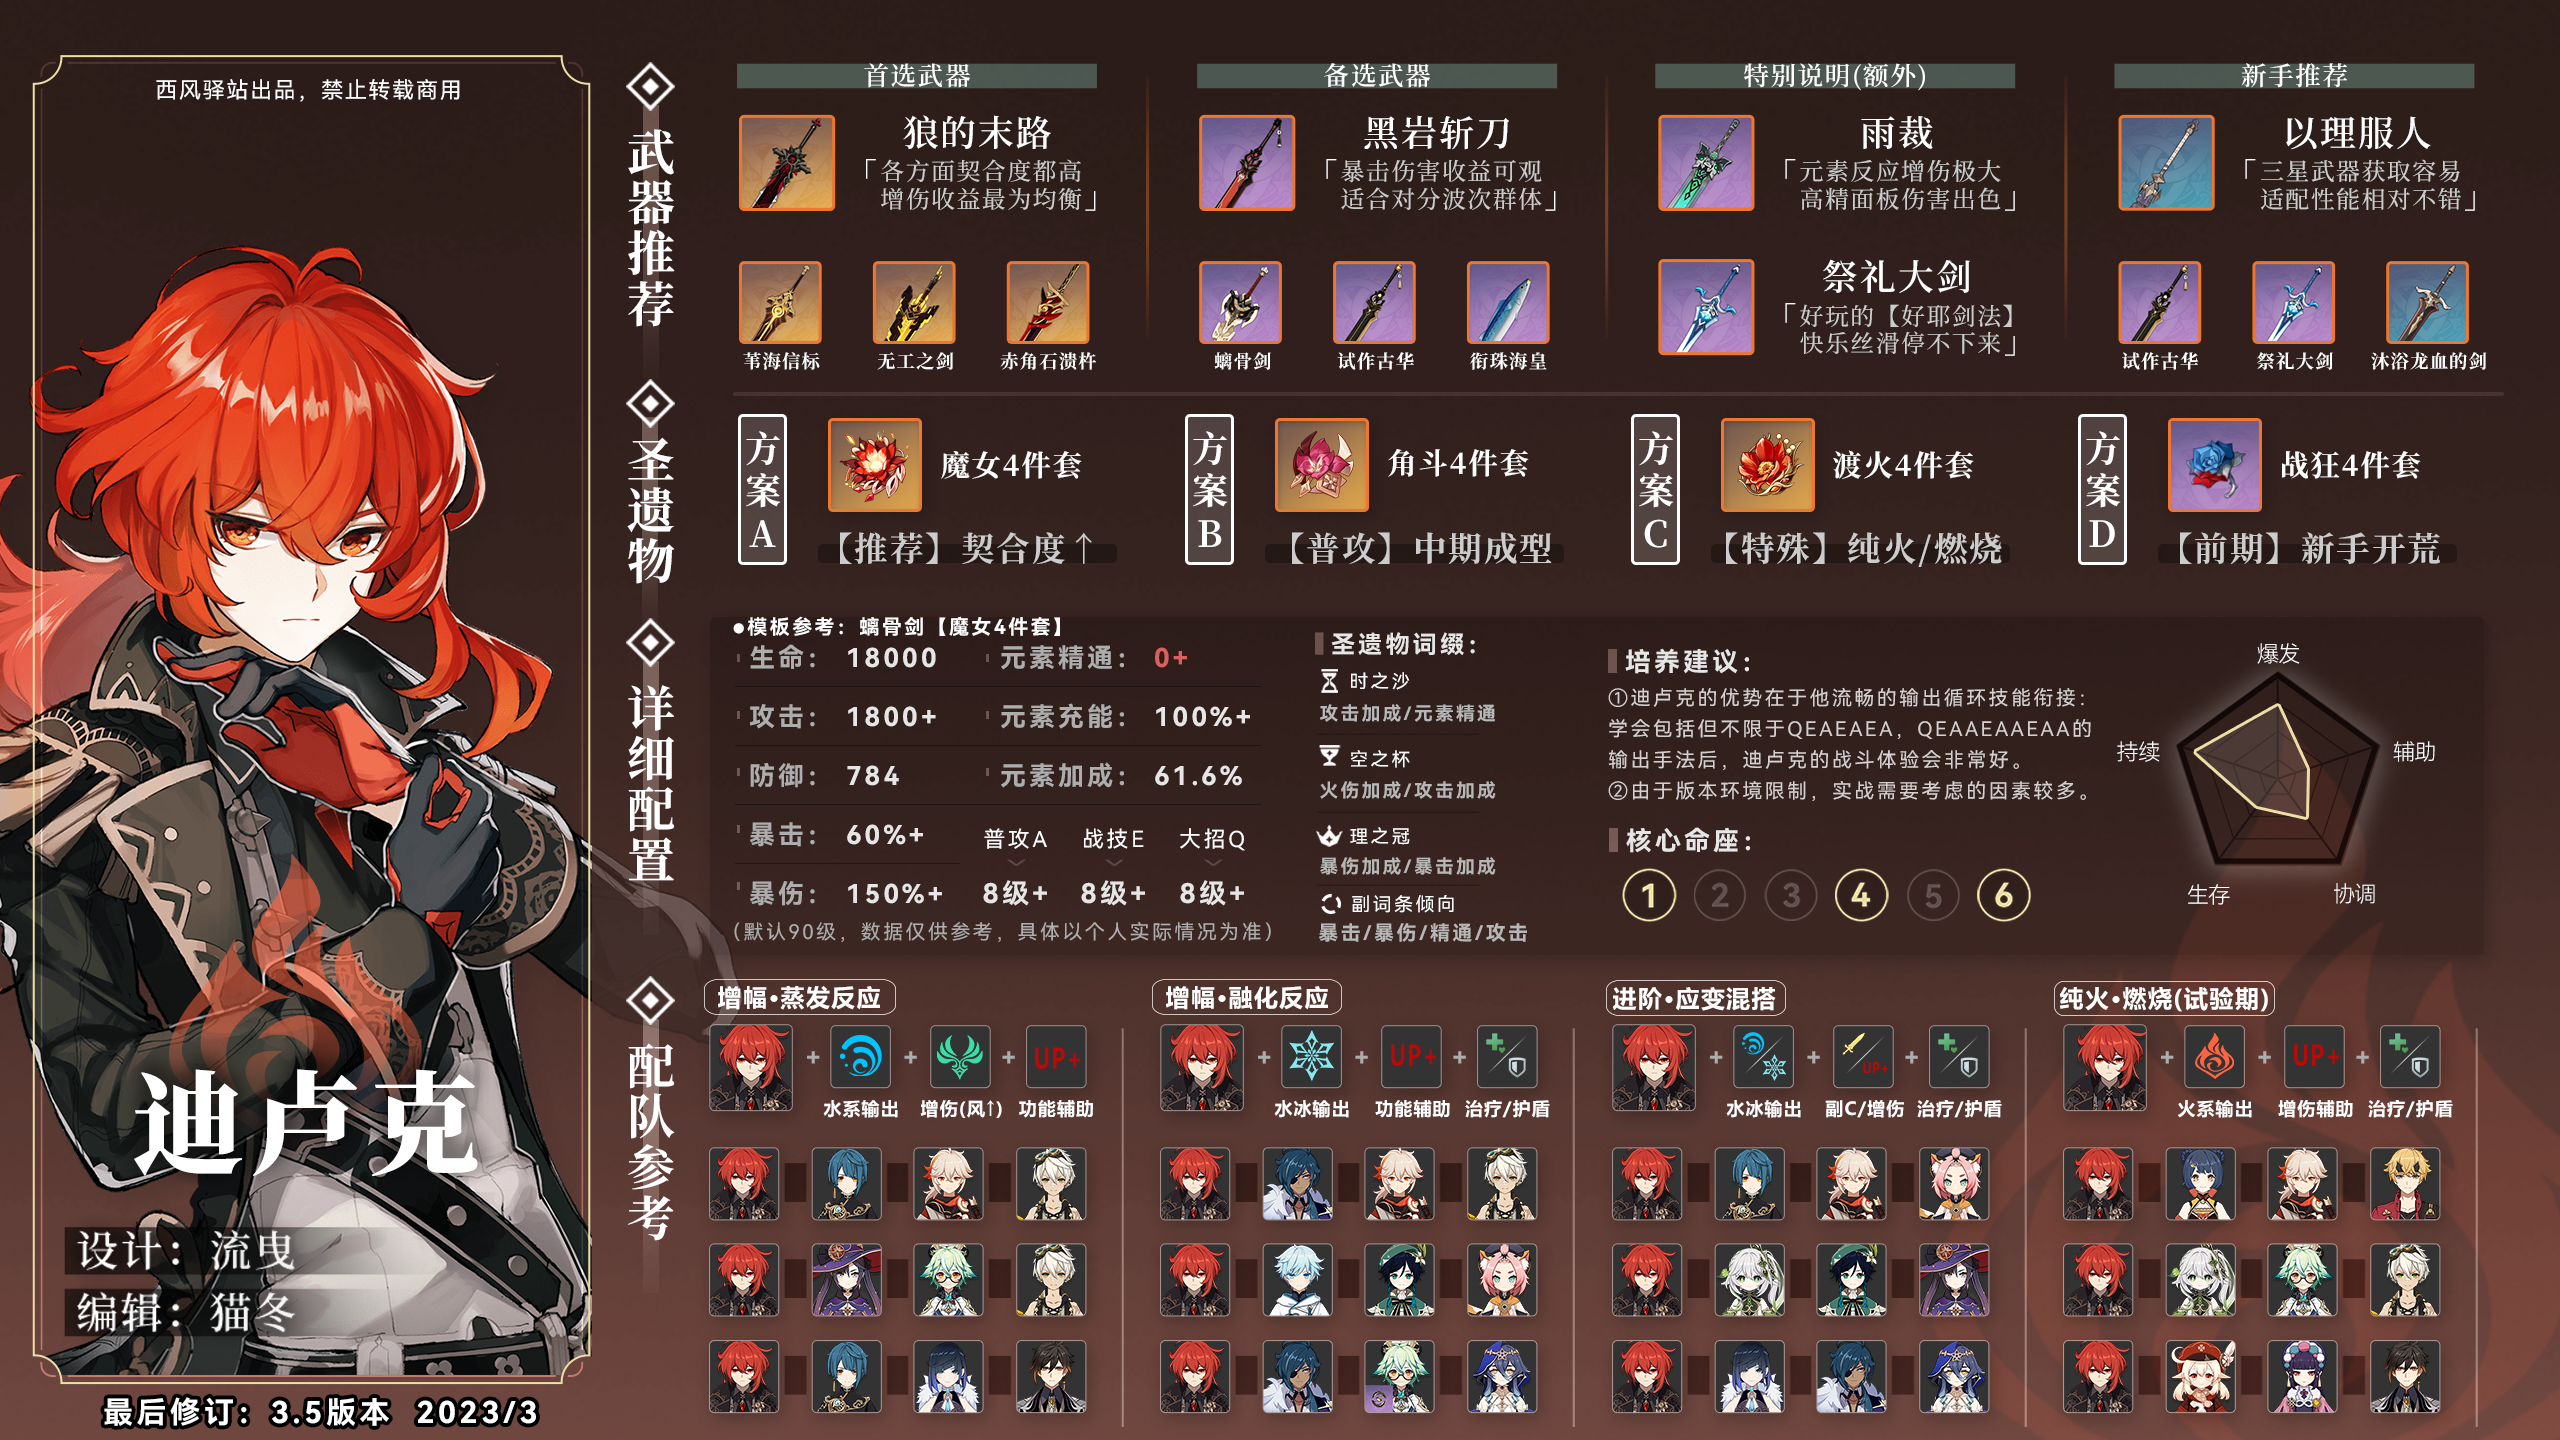 西风驿站出品，禁止转载商用
迪卢克
设计：流曳
编辑：猫冬
最后修订：3.5版本 2023/3
武器推荐
首选武器
狼的末路
「各方面契合度都高
增伤收益最为均衡」
苇海信标
无工之剑
赤角石溃杵
备选武器
黑岩斩刀
「暴击伤害收益可观
适合对分波次群体」
螭骨剑
试作古华
衔珠海皇
特别说明(额外)
雨裁
「元素反应增伤极大
高精面板伤害出色」
祭礼大剑
「好玩的【好耶剑法】
快乐丝滑停不下来」
新手推荐
以理服人
「三星武器获取容易
适配性能相对不错」
试作古华
祭礼大剑
沐浴龙血的剑
圣遗物
方案A
魔女4件套
【推荐】契合度↑
方案B
角斗4件套
【普攻】中期成型
方案C
渡火4件套
【特殊】纯火/燃烧
方案D
战狂4件套
【前期】新手开荒
详细配置
●模板参考：螭骨剑【魔女4件套】
生命：18000 元素精通：0+
攻击：1800+ 元素充能：100%+
防御：784 元素加成：61.6%
暴击：60%+ 普攻A 战技E 大招Q
暴伤：150%+ 8级+ 8级+ 8级+
(默认90级，数据仅供参考，具体以个人实际情况为准)
圣遗物词缀：
时之沙
攻击加成/元素精通
空之杯
火伤加成/攻击加成
理之冠
暴伤加成/暴击加成
副词条倾向
暴击/暴伤/精通/攻击
培养建议：
①迪卢克的优势在于他流畅的输出循环技能衔接：
学会包括但不限于QEAEAEA，QEAAEAAEAA的
输出手法后，迪卢克的战斗体验会非常好。
②由于版本环境限制，实战需要考虑的因素较多。
核心命座：
1 2 3 4 5 6
爆发
持续
辅助
生存
协调
配队参考
增幅·蒸发反应
+ + + UP+
水系输出 增伤(风↑) 功能辅助
增幅·融化反应
+ + UP+ +
水冰输出 功能辅助 治疗/护盾
进阶·应变混搭
+ + UP+ +
水冰输出 副C/增伤 治疗/护盾
纯火·燃烧(试验期)
+ + UP+ +
火系输出 增伤辅助 治疗/护盾